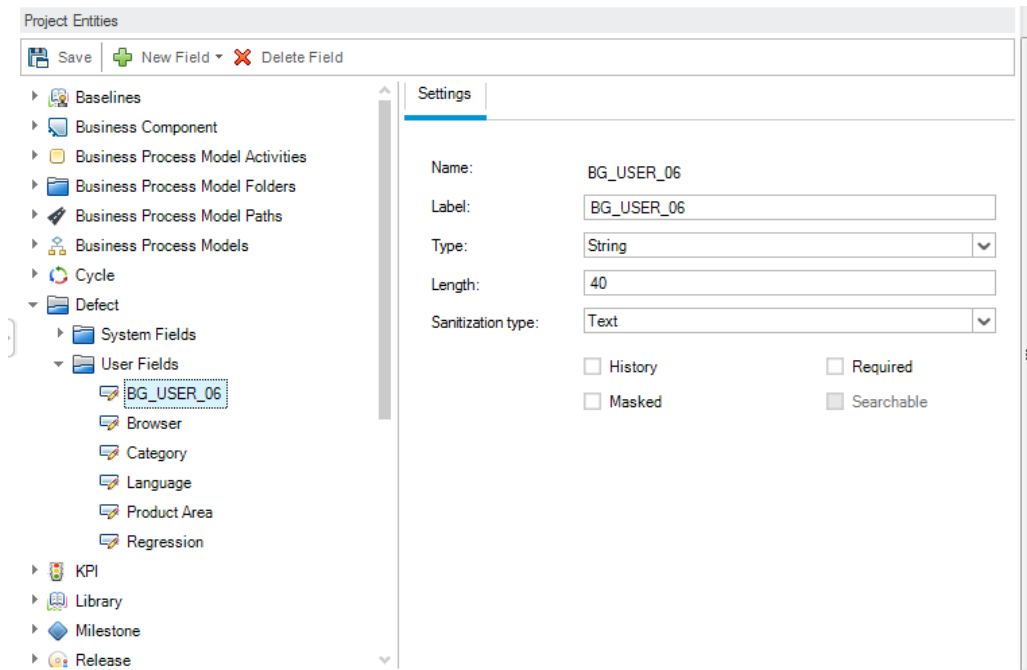 Project Entities
Save New Field Delete Field
Baselines
Business Component
Business Process Model Activities
Business Process Model Folders
Business Process Model Paths
Business Process Models
Cycle
Defect
System Fields
User Fields
BG_USER_06
Browser
Category
Language
Product Area
Regression
KPI
Library
Milestone
Release
Settings
Name: BG_USER_06
Label: BG_USER_06
Type: String
Length: 40
Sanitization type: Text
History Required
Masked Searchable